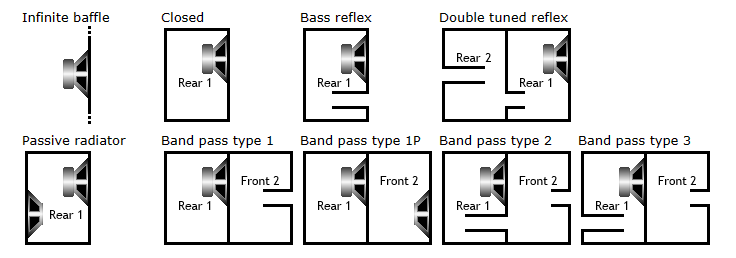 Infinite baffle
Closed
Bass reflex
Double tuned reflex
Rear 1
Rear 1
Rear 2
Rear 1
Passive radiator
Band pass type 1
Band pass type 1P
Band pass type 2
Band pass type 3
Rear 1
Rear 1
Front 2
Rear 1
Front 2
Rear 1
Front 2
Rear 1
Front 2